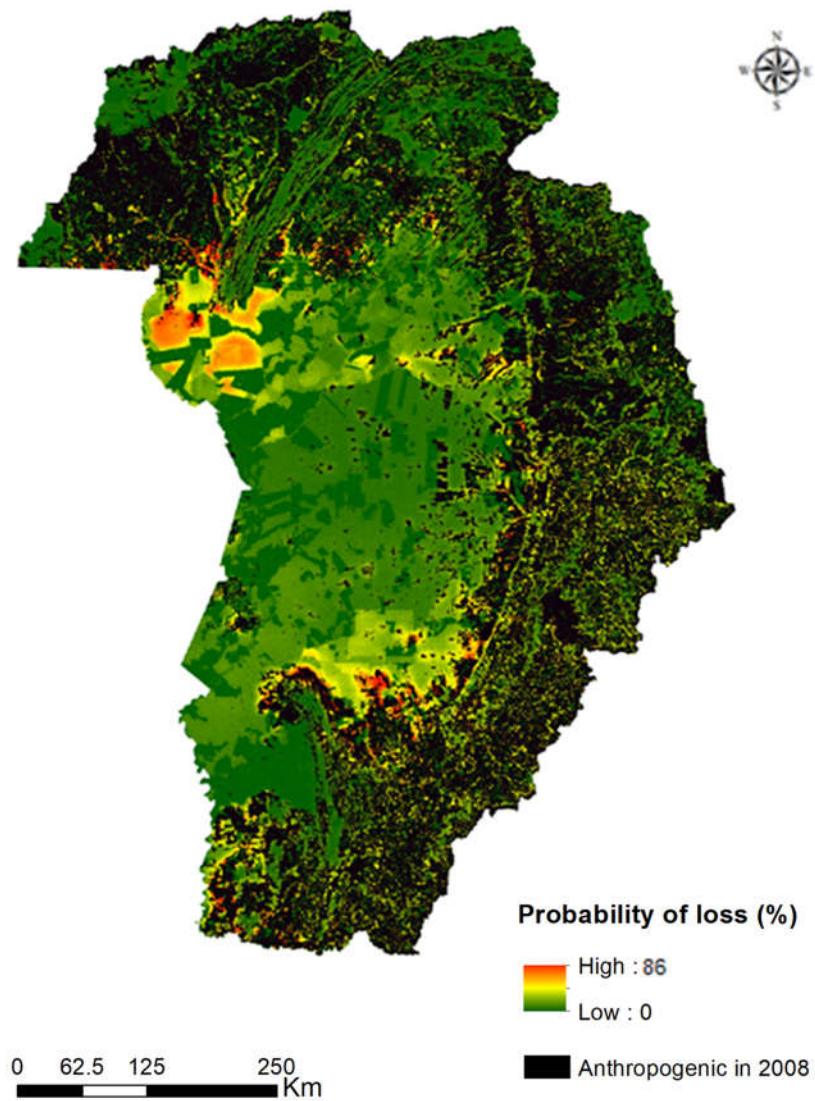 N
W E
S
Probability of loss (%)
High : 86
Low : 0
Anthropogenic in 2008
0 62.5 125 250
Km